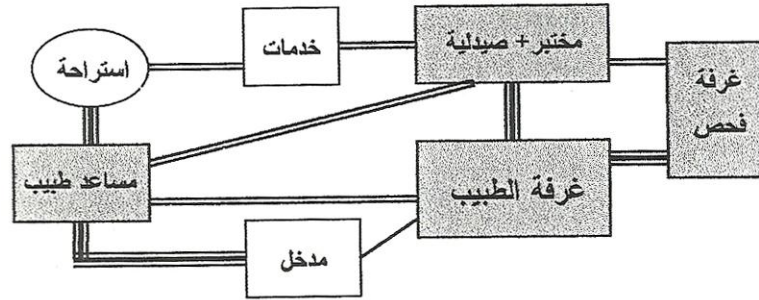 خدمات
مختبر+ صيدلية
غرفة
فحص
استراحة
مساعد طبيب
غرفة الطبيب
مدخل